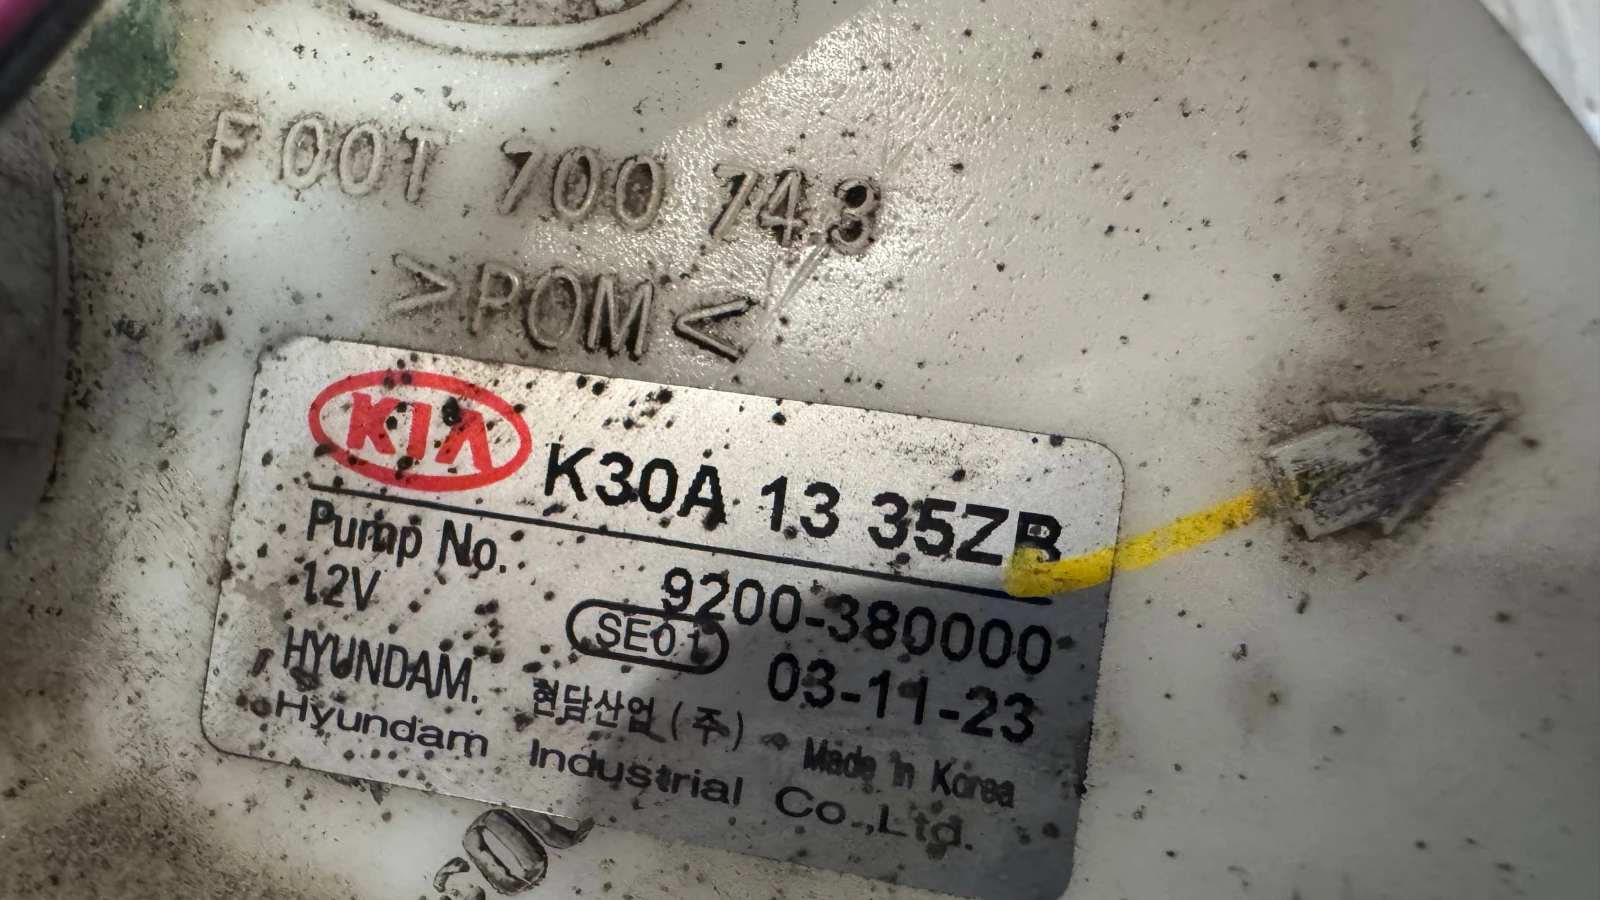 F 00T 700 743
>POM<
KIA K30A 13 35ZB
Pump No. 9200-380000
12V SE01 03-11-23
HYUNDAM. 현담산업(주) Made in Korea
Hyundam Industrial Co.,Ltd.